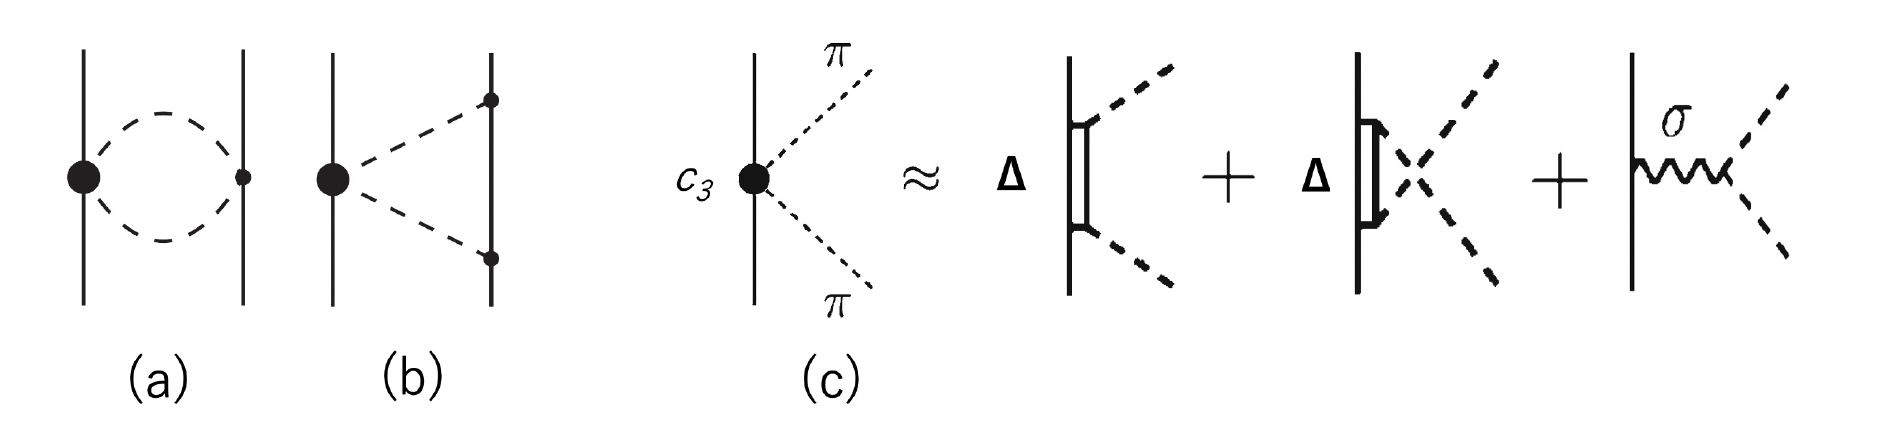 π
c₃ ≈ Δ + Δ + σ
π
(a) (b) (c)